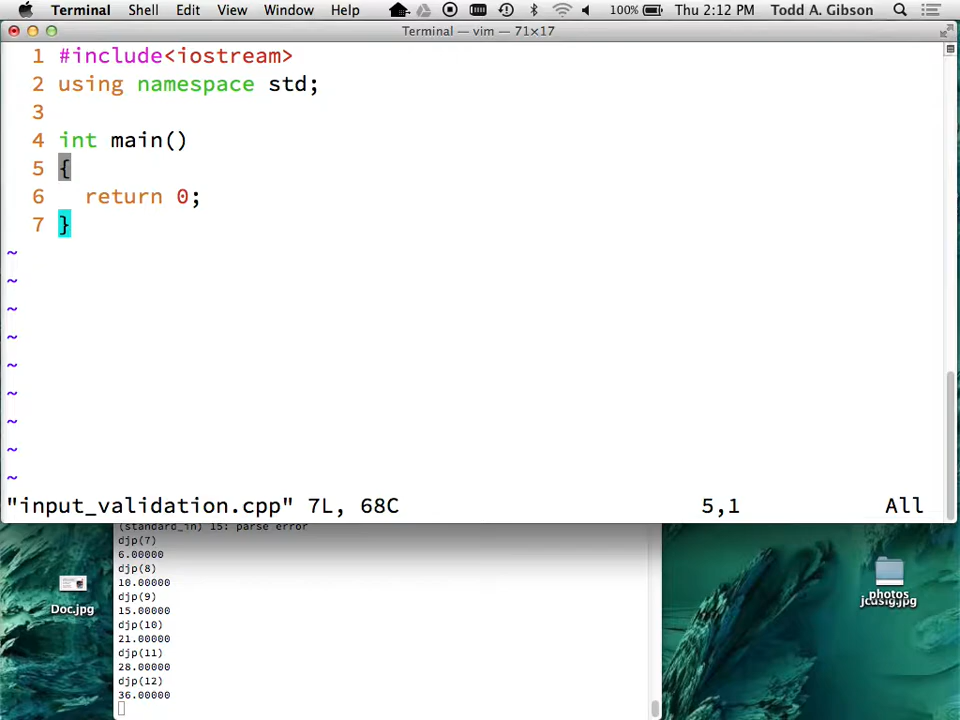 Terminal Shell Edit View Window Help 100% Thu 2:12 PM Todd A. Gibson
Terminal — vim — 71×17
1 #include<iostream>
2 using namespace std;
3
4 int main()
5 {
6   return 0;
7 }
~
~
~
~
~
~
~
~
~
"input_validation.cpp" 7L, 68C 5,1 All
(standard_in) 15: parse error
djp(7)
6.00000
djp(8)
10.00000
djp(9)
15.00000
djp(10)
21.00000
djp(11)
28.00000
djp(12)
36.00000
Doc.jpg
photos